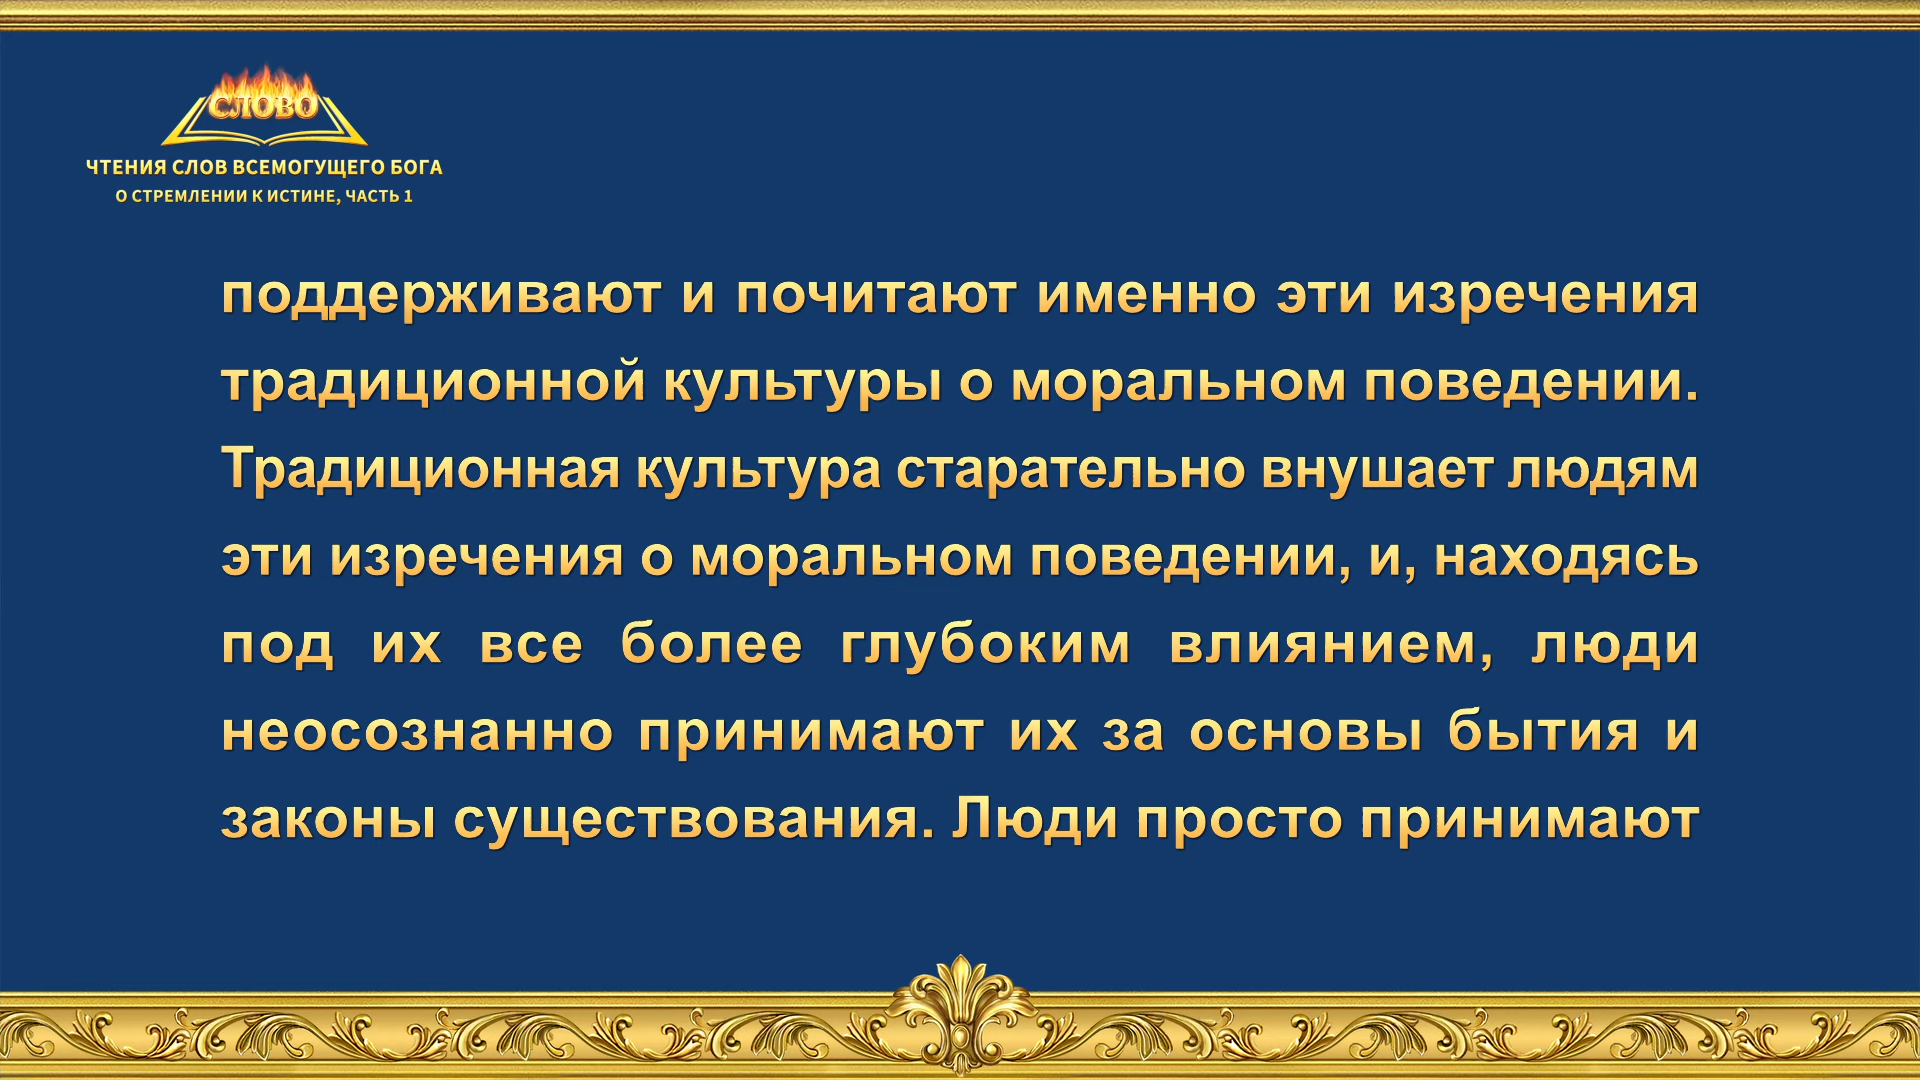 СЛОВО
ЧТЕНИЯ СЛОВ ВСЕМОГУЩЕГО БОГА
О СТРЕМЛЕНИИ К ИСТИНЕ, ЧАСТЬ 1
поддерживают и почитают именно эти изречения
традиционной культуры о моральном поведении.
Традиционная культура старательно внушает людям
эти изречения о моральном поведении, и, находясь
под их все более глубоким влиянием, люди
неосознанно принимают их за основы бытия и
законы существования. Люди просто принимают